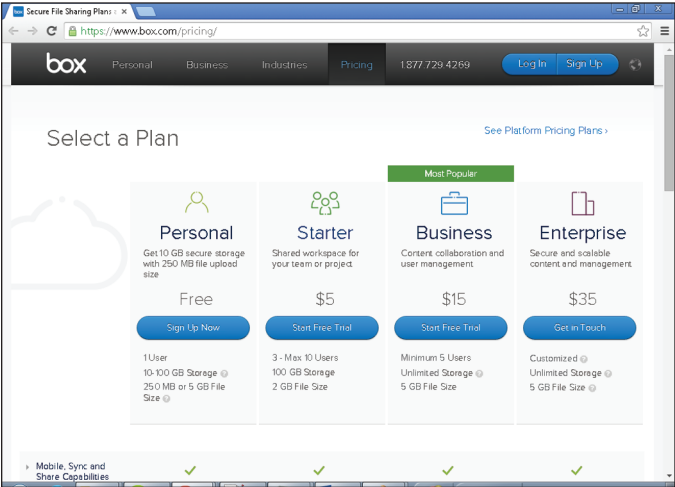 Secure File Sharing Plans
https://www.box.com/pricing/
box Personal Business Industries Pricing 1 877 729 4269 Log In Sign Up
See Platform Pricing Plans ›
Select a Plan
Most Popular
Personal
Get 10 GB secure storage
with 250 MB file upload
size
Free
Sign Up Now
1 User
10-100 GB Storage
250 MB or 5 GB File
Size
Starter
Shared workspace for
your team or project
$5
Start Free Trial
3 - Max 10 Users
100 GB Storage
2 GB File Size
Business
Content collaboration and
user management
$15
Start Free Trial
Minimum 5 Users
Unlimited Storage
5 GB File Size
Enterprise
Secure and scalable
content and management
$35
Get in Touch
Customized
Unlimited Storage
5 GB File Size
Mobile, Sync and
Share Capabilities